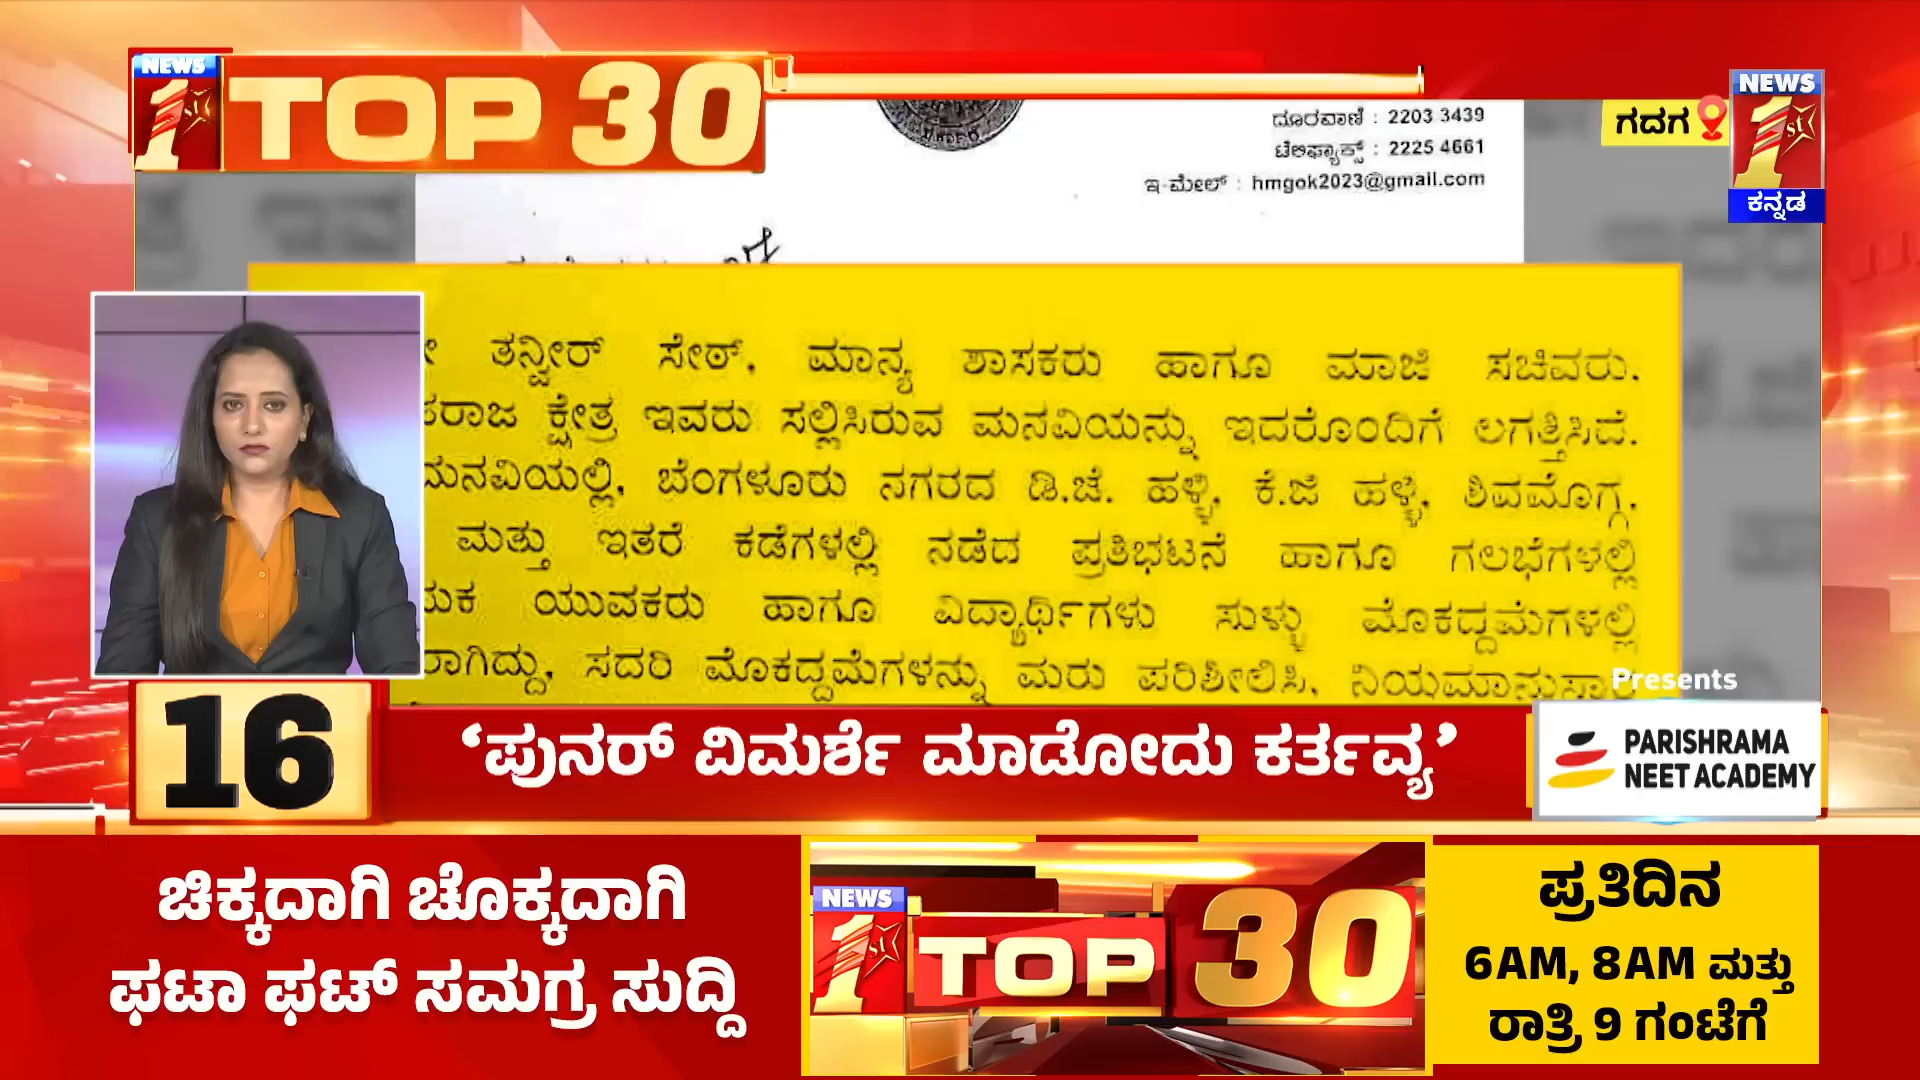 NEWS
1st TOP 30
ದೂರವಾಣಿ : 2203 3439
ಟೆಲಿಫ್ಯಾಕ್ಸ್ : 2225 4661
ಇ-ಮೇಲ್ : hmgok2023@gmail.com
ಗದಗ
NEWS
1st
ಕನ್ನಡ
ತನ್ವೀರ್ ಸೇಠ್, ಮಾನ್ಯ ಶಾಸಕರು ಹಾಗೂ ಮಾಜಿ ಸಚಿವರು,
ಕ್ಷೇತ್ರ ಇವರು ಸಲ್ಲಿಸಿರುವ ಮನವಿಯನ್ನು ಇದರೊಂದಿಗೆ ಲಗತ್ತಿಸಿದೆ.
ಮನವಿಯಲ್ಲಿ, ಬೆಂಗಳೂರು ನಗರದ ಡಿ.ಜೆ. ಹಳ್ಳಿ, ಕೆ.ಜಿ ಹಳ್ಳಿ, ಶಿವಮೊಗ್ಗ,
ಮತ್ತು ಇತರೆ ಕಡೆಗಳಲ್ಲಿ ನಡೆದ ಪ್ರತಿಭಟನೆ ಹಾಗೂ ಗಲಭೆಗಳಲ್ಲಿ
ಯುವಕರು ಹಾಗೂ ವಿದ್ಯಾರ್ಥಿಗಳು ಸುಳ್ಳು ಮೊಕದ್ದಮೆಗಳಲ್ಲಿ
ರಾಗಿದ್ದು, ಸದರಿ ಮೊಕದ್ದಮೆಗಳನ್ನು ಮರು ಪರಿಶೀಲಿಸಿ,
Presents
16
‘ಪುನರ್ ವಿಮರ್ಶೆ ಮಾಡೋದು ಕರ್ತವ್ಯ’
PARISHRAMA
NEET ACADEMY
ಚಿಕ್ಕದಾಗಿ ಚೊಕ್ಕದಾಗಿ
ಫಟಾ ಫಟ್ ಸಮಗ್ರ ಸುದ್ದಿ
NEWS
1st TOP 30
ಪ್ರತಿದಿನ
6AM, 8AM ಮತ್ತು
ರಾತ್ರಿ 9 ಗಂಟೆಗೆ